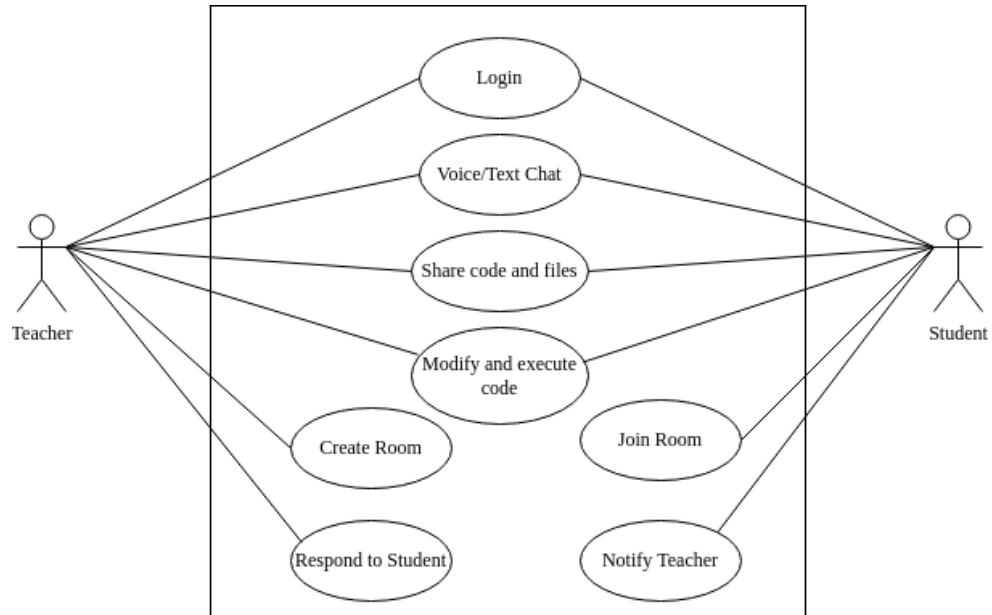 Login
Voice/Text Chat
Share code and files
Teacher
Student
Modify and execute
code
Create Room
Join Room
Respond to Student
Notify Teacher